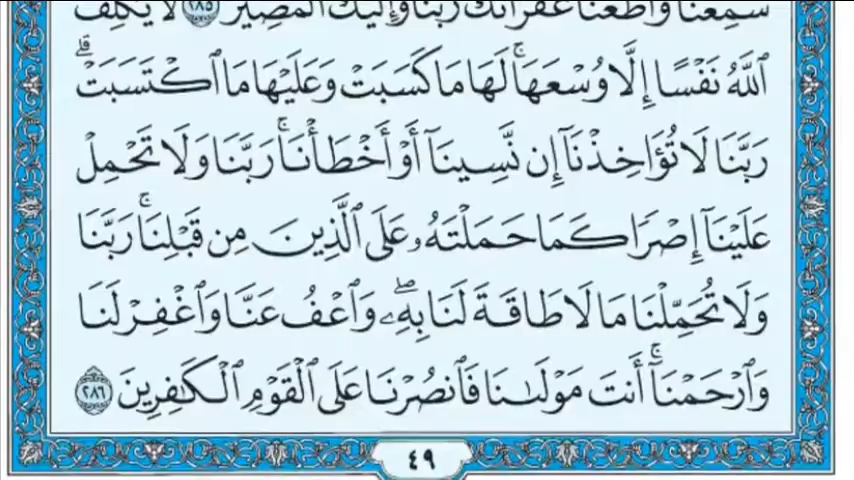 سَمِعْنَا وَأَطَعْنَا غُفْرَانَكَ رَبَّنَا وَإِلَيْكَ ٱلْمَصِيرُ ٢٨٥ لَا يُكَلِّفُ
ٱللَّهُ نَفْسًا إِلَّا وُسْعَهَا ۚ لَهَا مَا كَسَبَتْ وَعَلَيْهَا مَا ٱكْتَسَبَتْ ۗ
رَبَّنَا لَا تُؤَاخِذْنَآ إِن نَّسِينَآ أَوْ أَخْطَأْنَا ۚ رَبَّنَا وَلَا تَحْمِلْ
عَلَيْنَآ إِصْرًا كَمَا حَمَلْتَهُۥ عَلَى ٱلَّذِينَ مِن قَبْلِنَا ۚ رَبَّنَا
وَلَا تُحَمِّلْنَا مَا لَا طَاقَةَ لَنَا بِهِۦ ۖ وَٱعْفُ عَنَّا وَٱغْفِرْ لَنَا
وَٱرْحَمْنَآ ۚ أَنتَ مَوْلَىٰنَا فَٱنصُرْنَا عَلَى ٱلْقَوْمِ ٱلْكَٰفِرِينَ ٢٨٦
٤٩